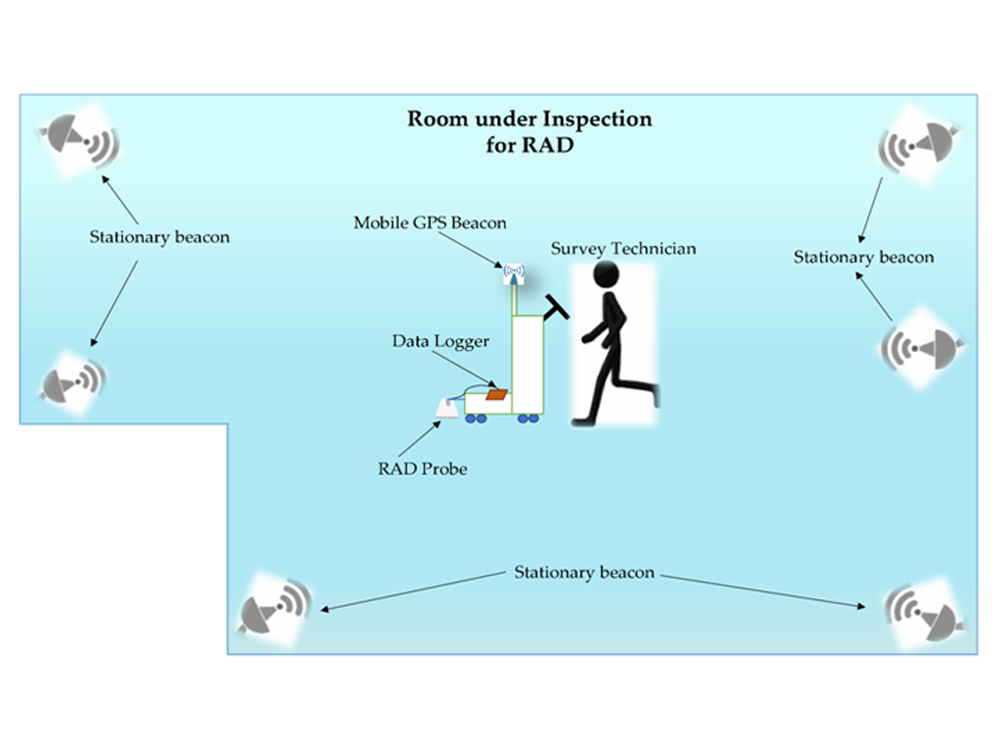 Room under Inspection
for RAD
Mobile GPS Beacon
Stationary beacon
Survey Technician
Stationary beacon
Data Logger
RAD Probe
Stationary beacon